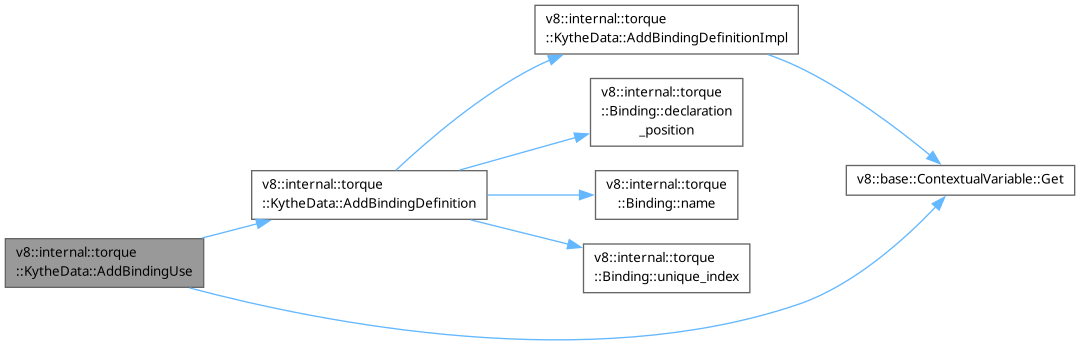 v8::internal::torque
::KytheData::AddBindingDefinitionImpl
v8::internal::torque
::Binding::declaration
_position
v8::internal::torque
::KytheData::AddBindingDefinition
v8::base::ContextualVariable::Get
v8::internal::torque
::Binding::name
v8::internal::torque
::KytheData::AddBindingUse
v8::internal::torque
::Binding::unique_index